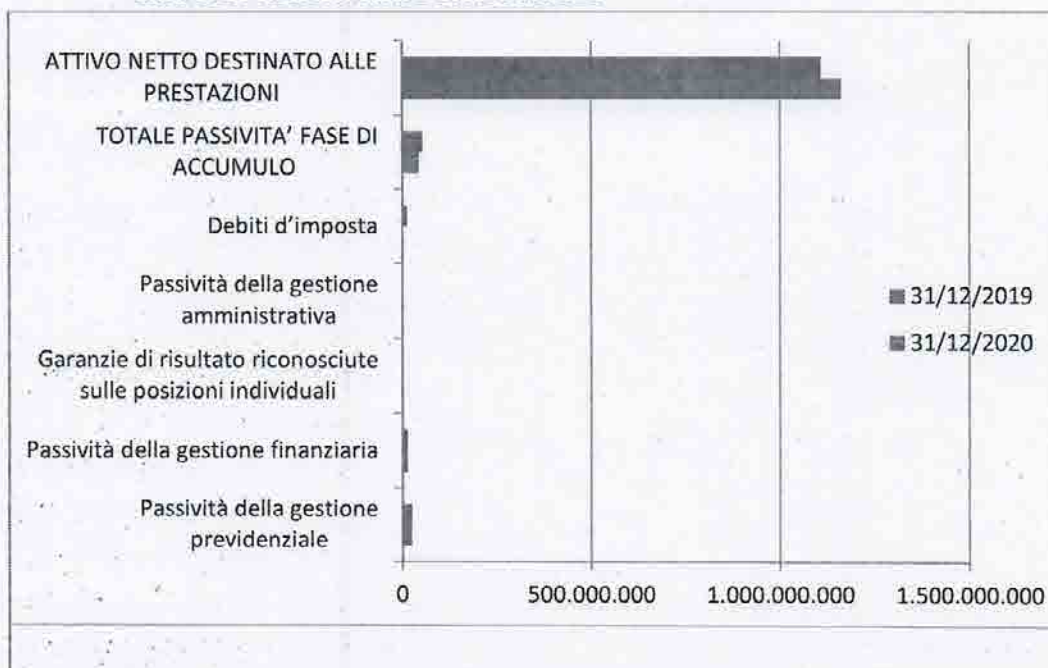 ATTIVO NETTO DESTINATO ALLE
PRESTAZIONI
TOTALE PASSIVITA' FASE DI
ACCUMULO
Debiti d'imposta
Passività della gestione
amministrativa
Garanzie di risultato riconosciute
sulle posizioni individuali
Passività della gestione finanziaria
Passività della gestione
previdenziale
31/12/2019
31/12/2020
0
500.000.000
1.000.000.000
1.500.000.000